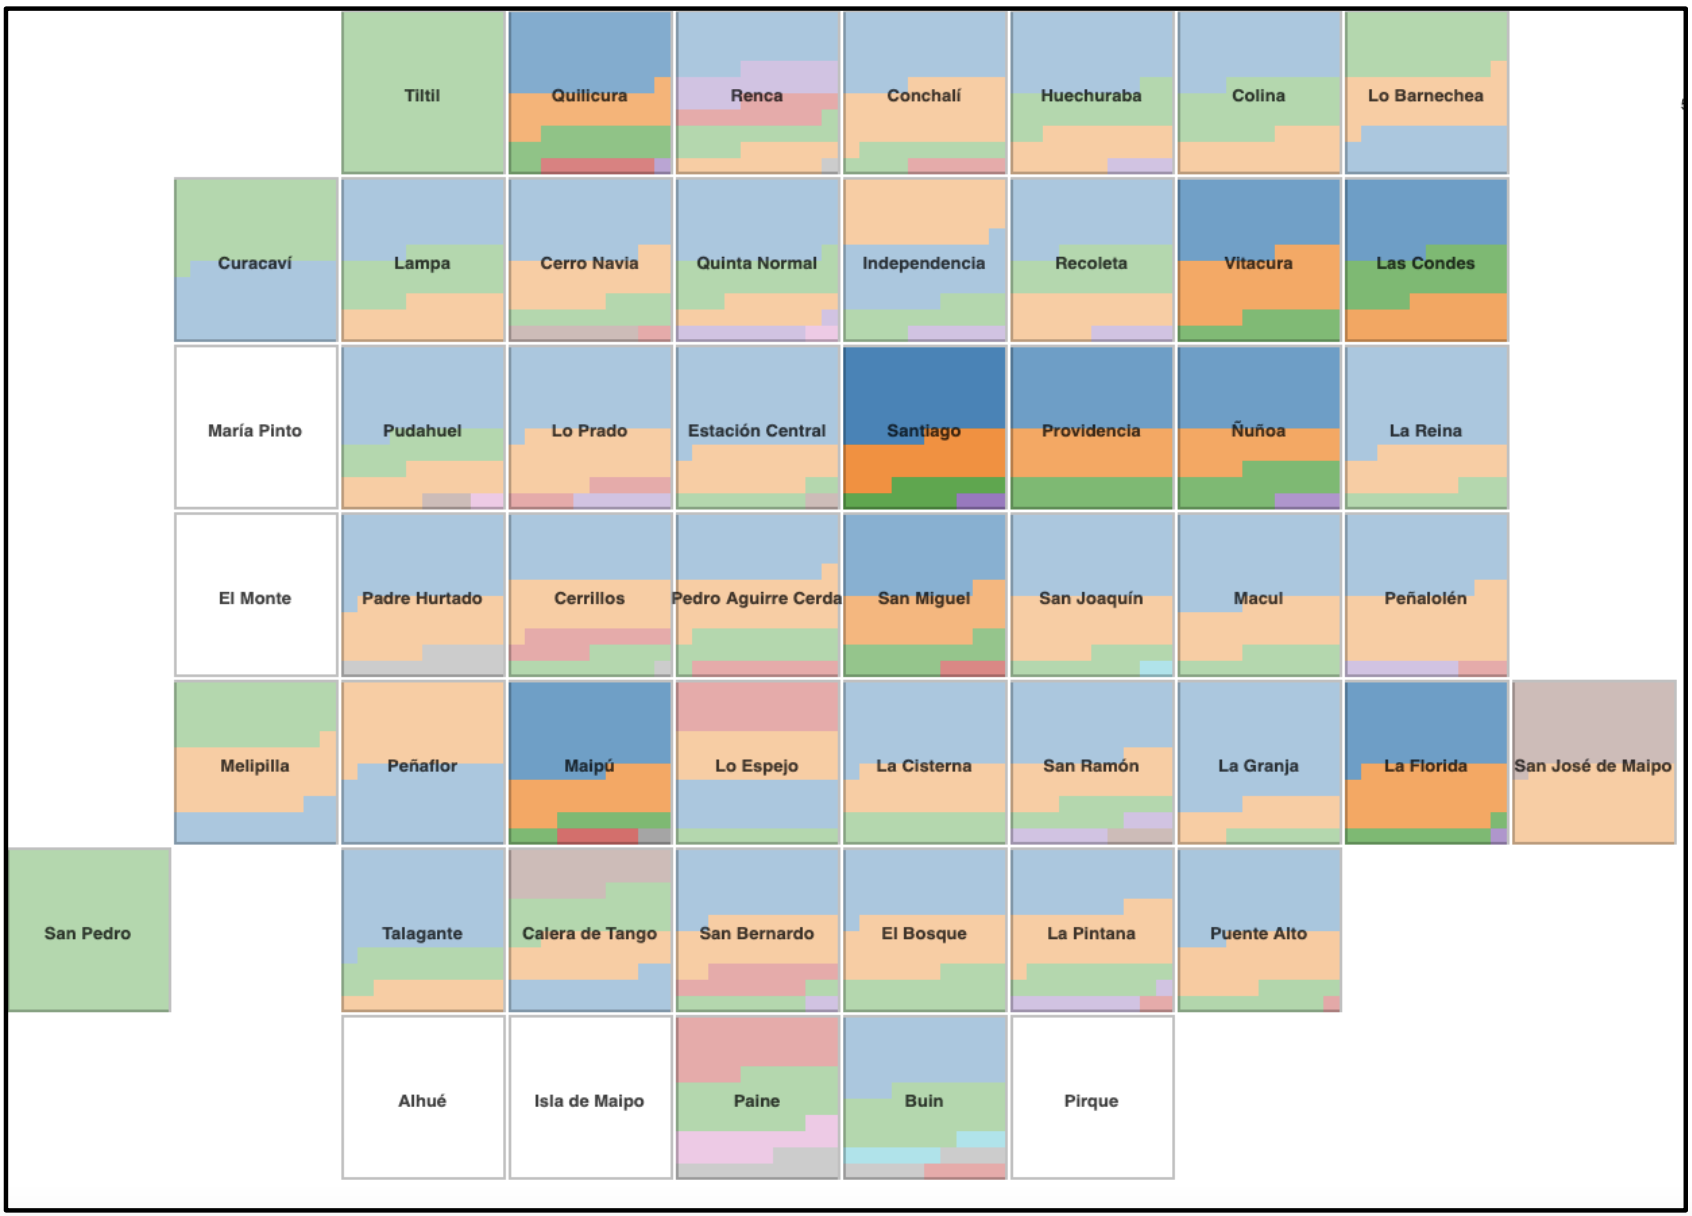 Tiltil
Quilicura
Renca
Conchalí
Huechuraba
Colina
Lo Barnechea
Curacaví
Lampa
Cerro Navia
Quinta Normal
Independencia
Recoleta
Vitacura
Las Condes
María Pinto
Pudahuel
Lo Prado
Estación Central
Santiago
Providencia
Ñuñoa
La Reina
El Monte
Padre Hurtado
Cerrillos
Pedro Aguirre Cerda
San Miguel
San Joaquín
Macul
Peñalolén
Melipilla
Peñaflor
Maipú
Lo Espejo
La Cisterna
San Ramón
La Granja
La Florida
San José de Maipo
San Pedro
Talagante
Calera de Tango
San Bernardo
El Bosque
La Pintana
Puente Alto
Alhué
Isla de Maipo
Paine
Buin
Pirque